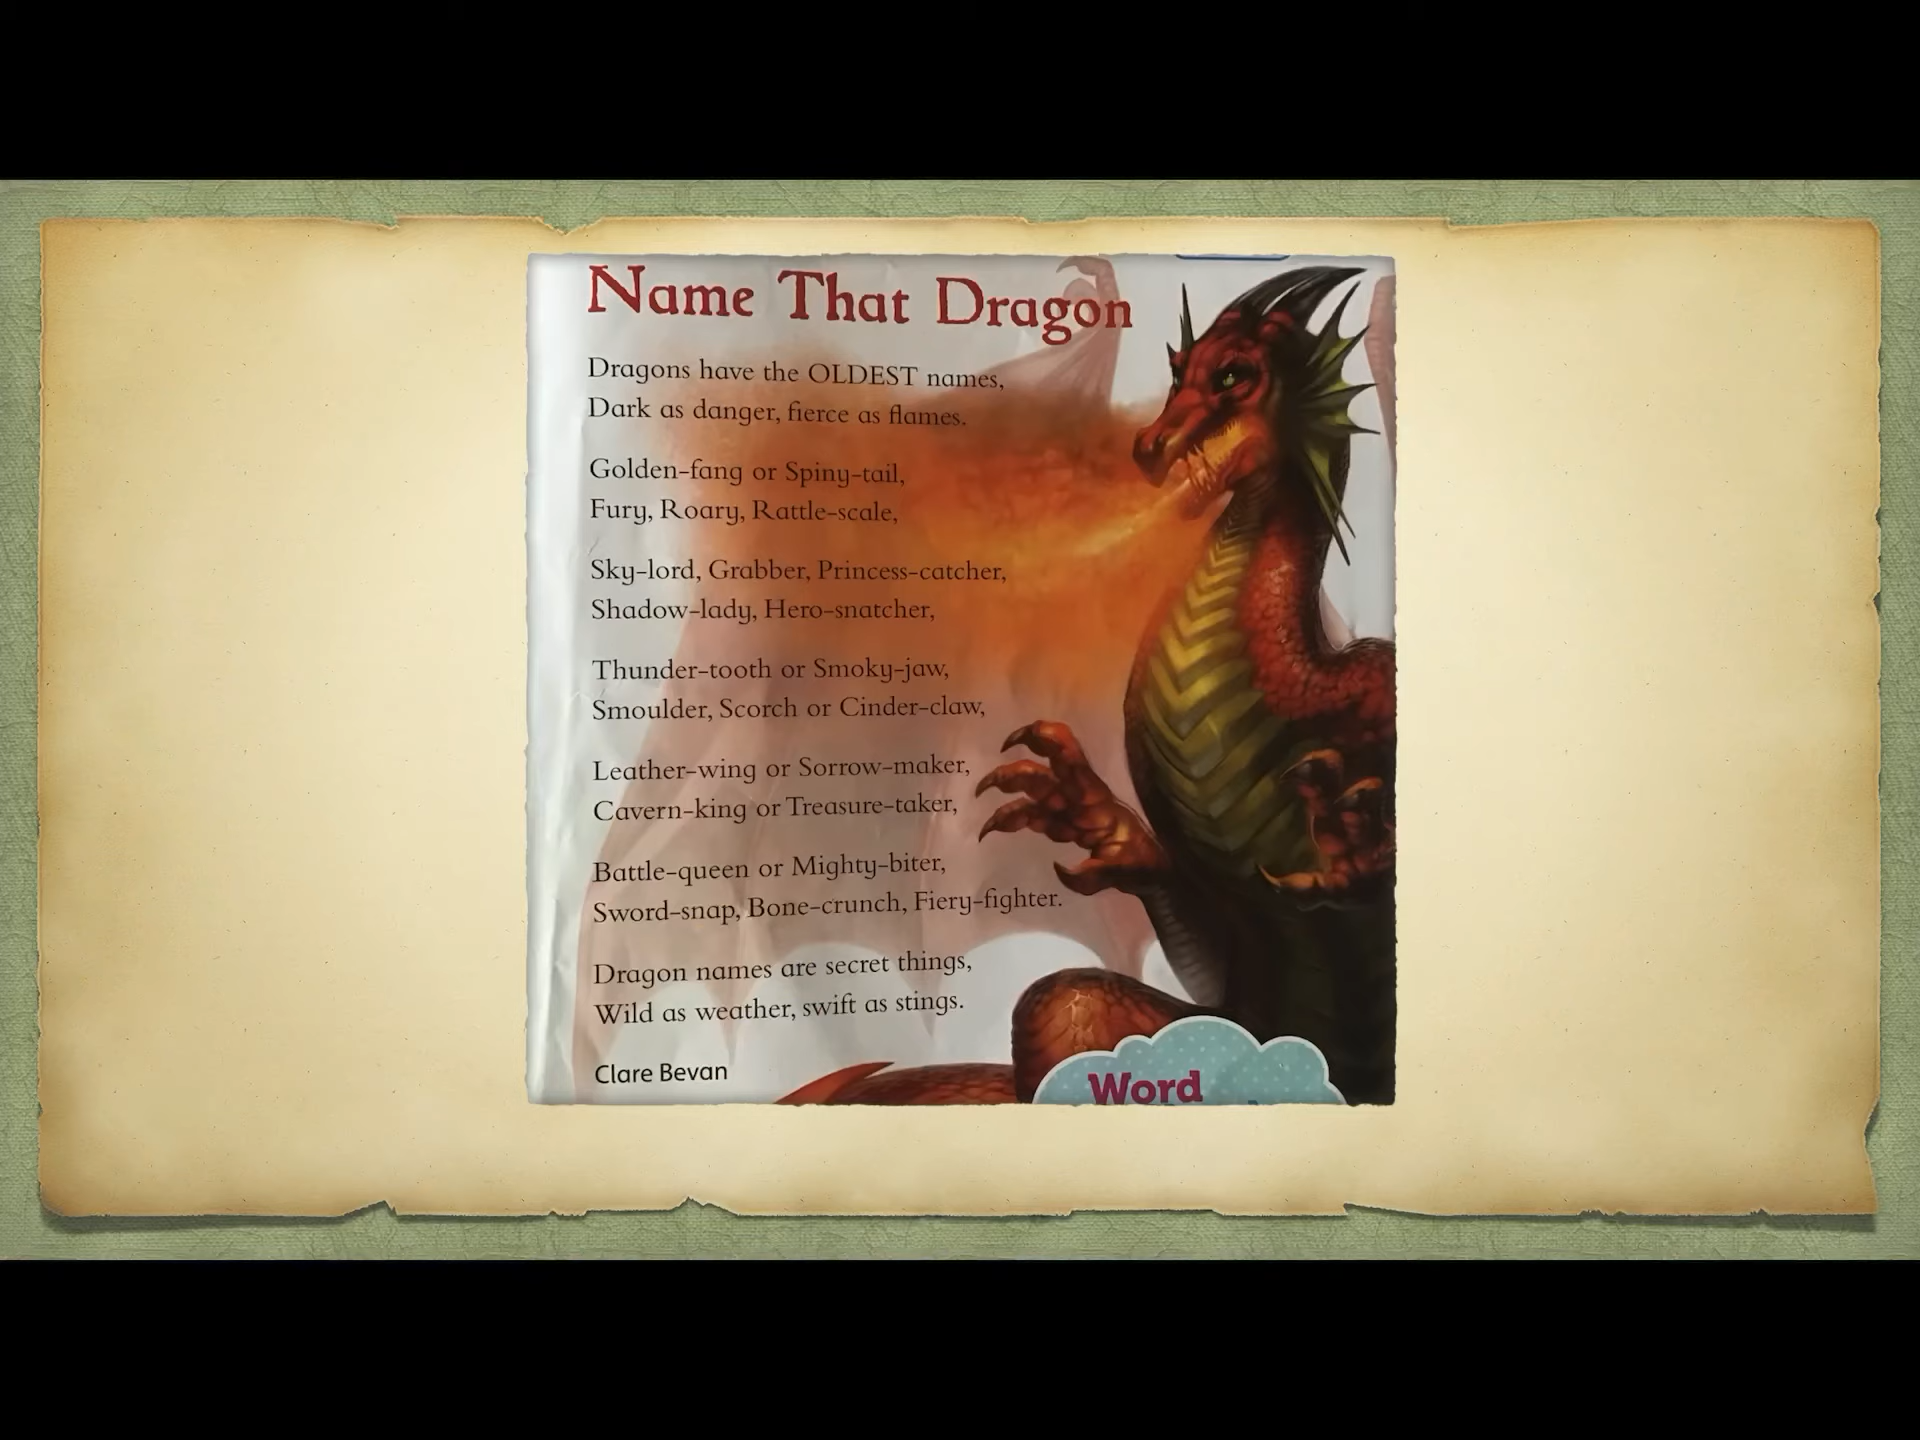 Name That Dragon
Dragons have the OLDEST names,
Dark as danger, fierce as flames.
Golden-fang or Spiny-tail,
Fury, Roary, Rattle-scale,
Sky-lord, Grabber, Princess-catcher,
Shadow-lady, Hero-snatcher,
Thunder-tooth or Smoky-jaw,
Smoulder, Scorch or Cinder-claw,
Leather-wing or Sorrow-maker,
Cavern-king or Treasure-taker,
Battle-queen or Mighty-biter,
Sword-snap, Bone-crunch, Fiery-fighter.
Dragon names are secret things,
Wild as weather, swift as stings.
Clare Bevan
Word